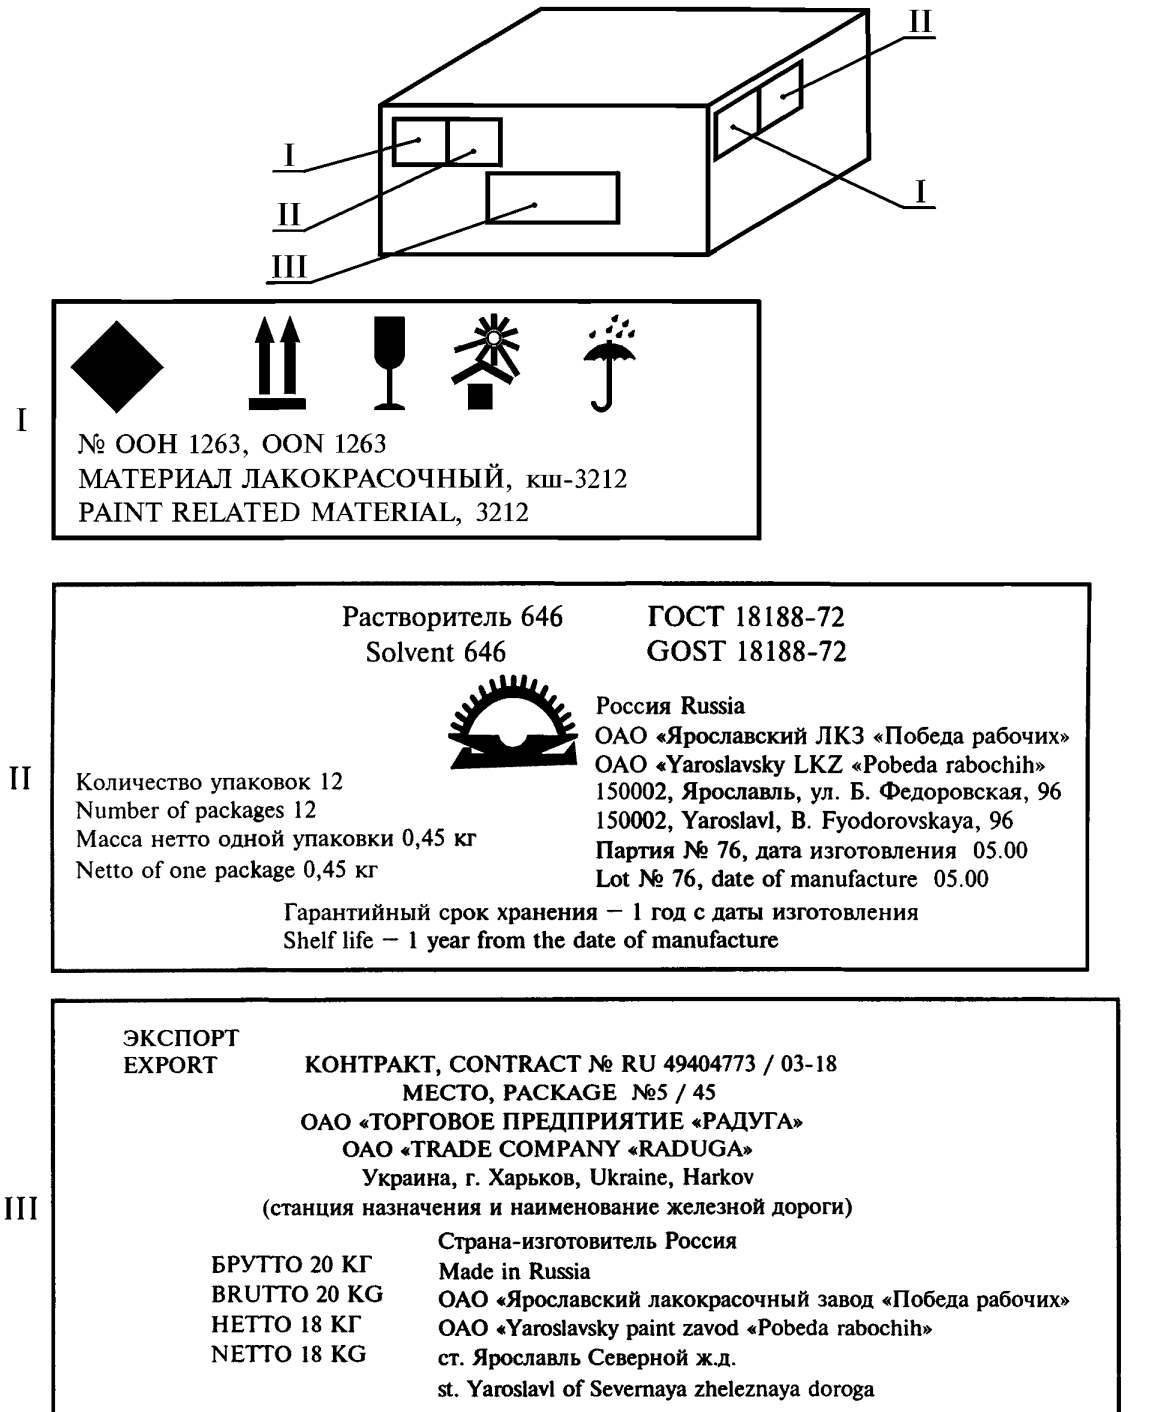 II
I
II
I
III
I
№ ООН 1263, OON 1263
МАТЕРИАЛ ЛАКОКРАСОЧНЫЙ, кш-3212
PAINT RELATED MATERIAL, 3212
II
Растворитель 646 ГОСТ 18188-72
Solvent 646 GOST 18188-72
Россия Russia
ОАО «Ярославский ЛКЗ «Победа рабочих»
ОАО «Yaroslavsky LKZ «Pobeda rabochih»
150002, Ярославль, ул. Б. Федоровская, 96
150002, Yaroslavl, B. Fyodorovskaya, 96
Партия № 76, дата изготовления 05.00
Lot № 76, date of manufacture 05.00
Количество упаковок 12
Number of packages 12
Масса нетто одной упаковки 0,45 кг
Netto of one package 0,45 кг
Гарантийный срок хранения — 1 год с даты изготовления
Shelf life — 1 year from the date of manufacture
III
ЭКСПОРТ
EXPORT КОНТРАКТ, CONTRACT № RU 49404773 / 03-18
МЕСТО, PACKAGE №5 / 45
ОАО «ТОРГОВОЕ ПРЕДПРИЯТИЕ «РАДУГА»
ОАО «TRADE COMPANY «RADUGA»
Украина, г. Харьков, Ukraine, Harkov
(станция назначения и наименование железной дороги)
БРУТТО 20 КГ
BRUTTO 20 KG
НЕТТО 18 КГ
NETTO 18 KG
Страна-изготовитель Россия
Made in Russia
ОАО «Ярославский лакокрасочный завод «Победа рабочих»
ОАО «Yaroslavsky paint zavod «Pobeda rabochih»
ст. Ярославль Северной ж.д.
st. Yaroslavl of Severnaya zheleznaya doroga